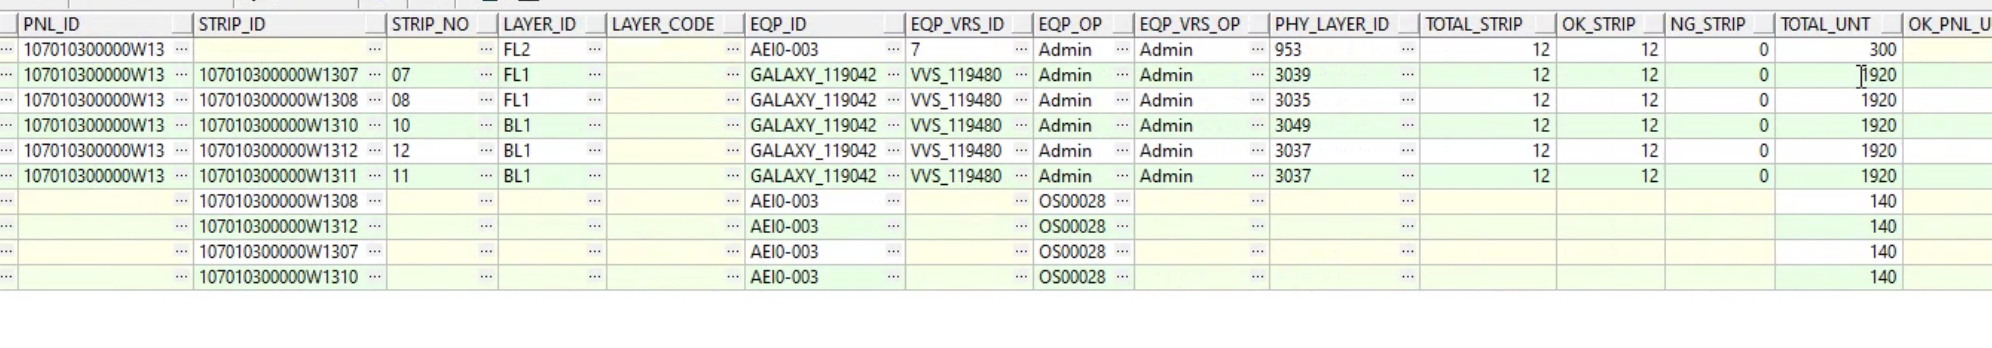 PNL_ID STRIP_ID STRIP_NO LAYER_ID LAYER_CODE EQP_ID EQP_VRS_ID EQP_OP EQP_VRS_OP PHY_LAYER_ID TOTAL_STRIP OK_STRIP NG_STRIP TOTAL_UNT OK_PNL_U
107010300000W13 FL2 AEI0-003 7 Admin Admin 953 12 12 0 300
107010300000W13 107010300000W1307 07 FL1 GALAXY_119042 VVS_119480 Admin Admin 3039 12 12 0 1920
107010300000W13 107010300000W1308 08 FL1 GALAXY_119042 VVS_119480 Admin Admin 3035 12 12 0 1920
107010300000W13 107010300000W1310 10 BL1 GALAXY_119042 VVS_119480 Admin Admin 3049 12 12 0 1920
107010300000W13 107010300000W1312 12 BL1 GALAXY_119042 VVS_119480 Admin Admin 3037 12 12 0 1920
107010300000W13 107010300000W1311 11 BL1 GALAXY_119042 VVS_119480 Admin Admin 3037 12 12 0 1920
107010300000W1308 AEI0-003 OS00028 140
107010300000W1312 AEI0-003 OS00028 140
107010300000W1307 AEI0-003 OS00028 140
107010300000W1310 AEI0-003 OS00028 140